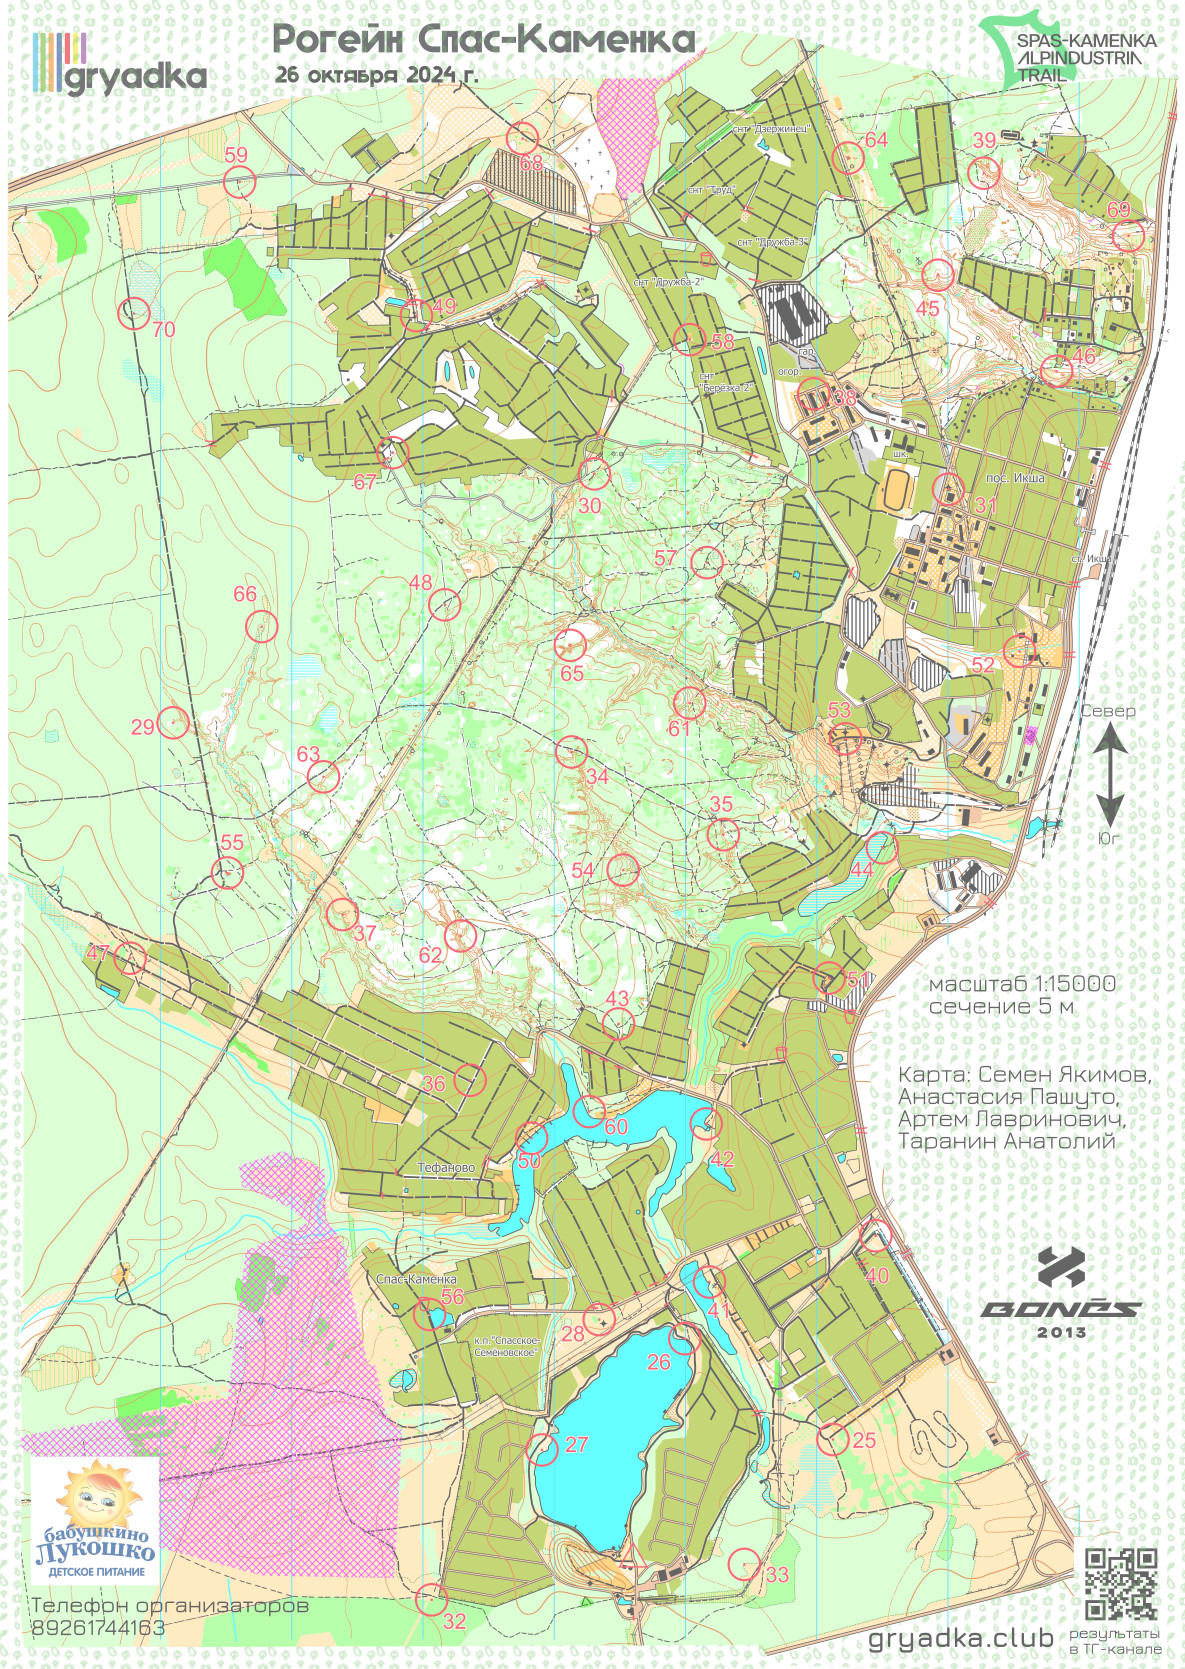 Рогейн Спас-Каменка
26 октября 2024 г.
gryadka
SPAS-KAMENKA
ALPINDUSTRIA
TRAIL
59
68
64
39
69
снт "Дзержинец"
снт "Труд"
снт "Дружба-3"
снт "Дружба-2"
45
70
49
58
гар.
огор.
46
снт
"Берёзка-2"
38
67
30
шк.
пос. Икша
31
57
ст. Икша
48
66
65
52
29
61
53
Север
63
34
35
Юг
55
54
44
47
37
62
51
масштаб 1:15000
сечение 5 м
43
36
Карта: Семен Якимов,
Анастасия Пашуто,
Артем Лавринович,
Таранин Анатолий
60
50
42
Тефаново
40
Спас-Каменка
56
41
28
к.п."Спасское-
Семёновское"
26
BONES
2013
27
25
бабушкино
Лукошко
ДЕТСКОЕ ПИТАНИЕ
33
32
Телефон организаторов
89261744163
gryadka.club
результаты
в ТГ-канале